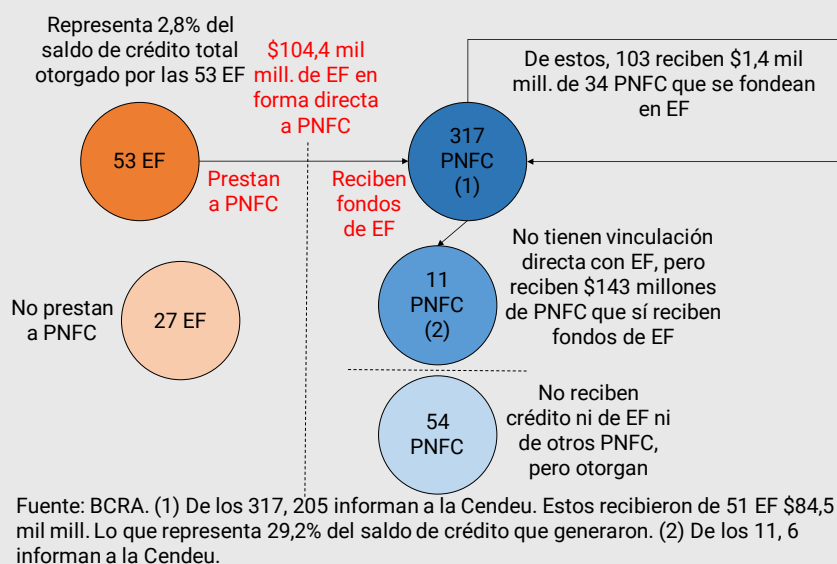 Representa 2,8% del
saldo de crédito total
otorgado por las 53 EF
$104,4 mil
mill. de EF en
forma directa
a PNFC
De estos, 103 reciben $1,4 mil
mill. de 34 PNFC que se fondean
en EF
53 EF
Prestan
a PNFC
Reciben
fondos
de EF
317
PNFC
(1)
No prestan
a PNFC
27 EF
11
PNFC
(2)
No tienen vinculación
directa con EF, pero
reciben $143 millones
de PNFC que sí reciben
fondos de EF
54
PNFC
No reciben
crédito ni de EF ni
de otros PNFC,
pero otorgan
Fuente: BCRA. (1) De los 317, 205 informan a la Cendeu. Estos recibieron de 51 EF $84,5
mil mill. Lo que representa 29,2% del saldo de crédito que generaron. (2) De los 11, 6
informan a la Cendeu.